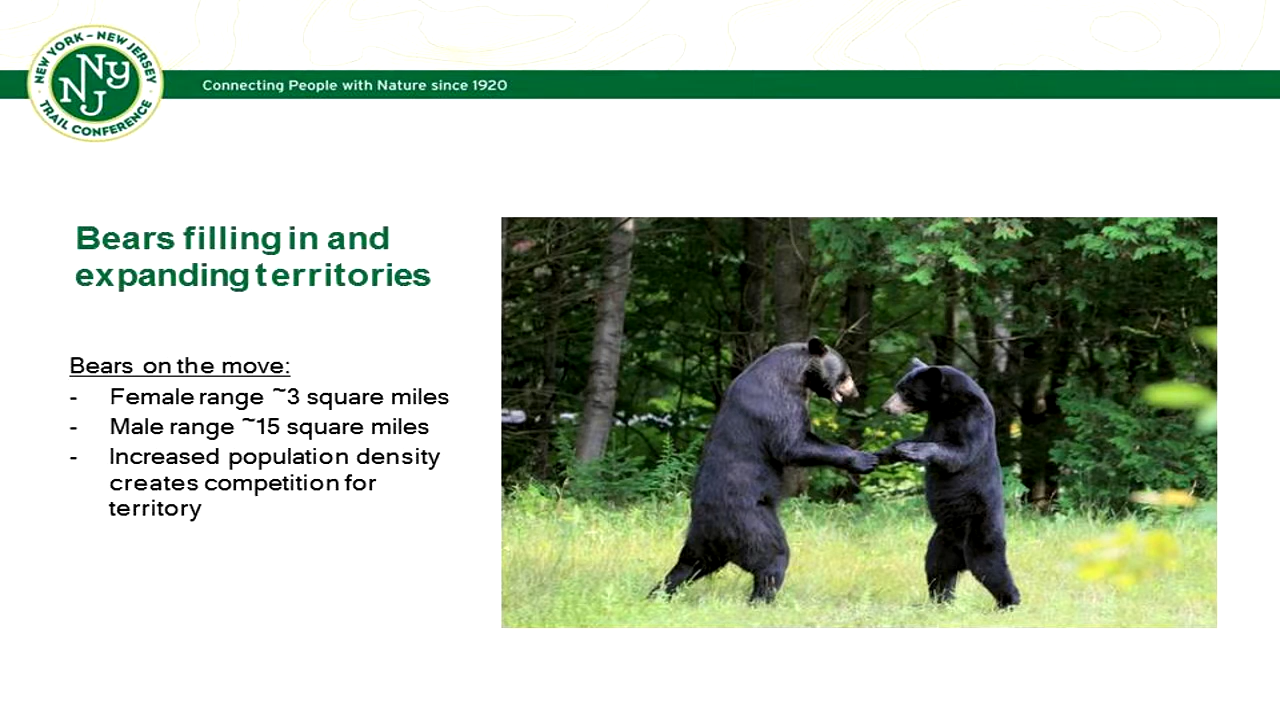 NEW YORK – NEW JERSEY
NY
NJ
TRAIL CONFERENCE
Connecting People with Nature since 1920
Bears filling in and
expanding territories
Bears on the move:
- Female range ~3 square miles
- Male range ~15 square miles
- Increased population density
creates competition for
territory